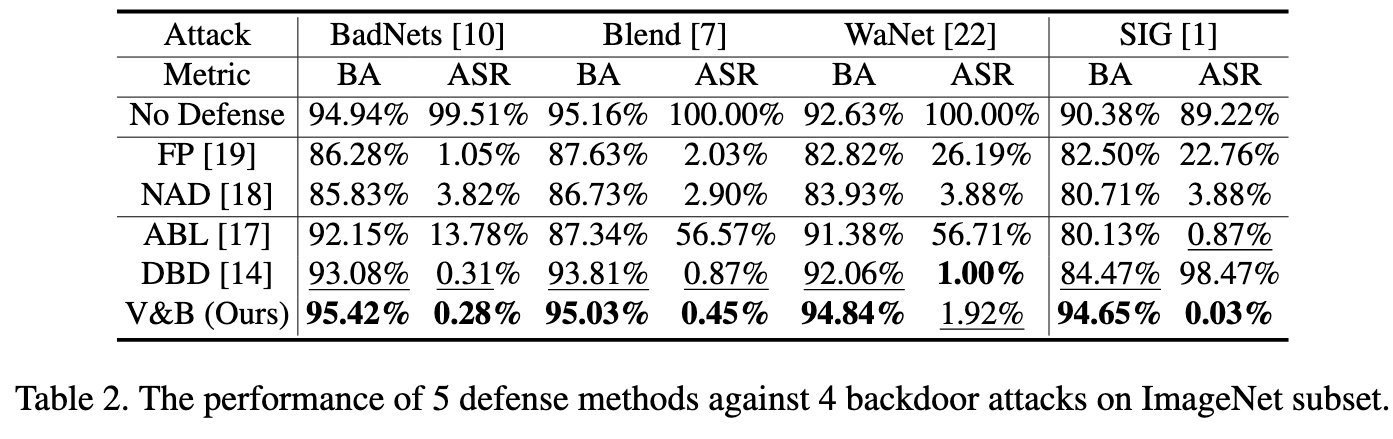 Attack BadNets [10] Blend [7] WaNet [22] SIG [1]
Metric BA ASR BA ASR BA ASR BA ASR
No Defense 94.94% 99.51% 95.16% 100.00% 92.63% 100.00% 90.38% 89.22%
FP [19] 86.28% 1.05% 87.63% 2.03% 82.82% 26.19% 82.50% 22.76%
NAD [18] 85.83% 3.82% 86.73% 2.90% 83.93% 3.88% 80.71% 3.88%
ABL [17] 92.15% 13.78% 87.34% 56.57% 91.38% 56.71% 80.13% 0.87%
DBD [14] 93.08% 0.31% 93.81% 0.87% 92.06% 1.00% 84.47% 98.47%
V&B (Ours) 95.42% 0.28% 95.03% 0.45% 94.84% 1.92% 94.65% 0.03%
Table 2. The performance of 5 defense methods against 4 backdoor attacks on ImageNet subset.